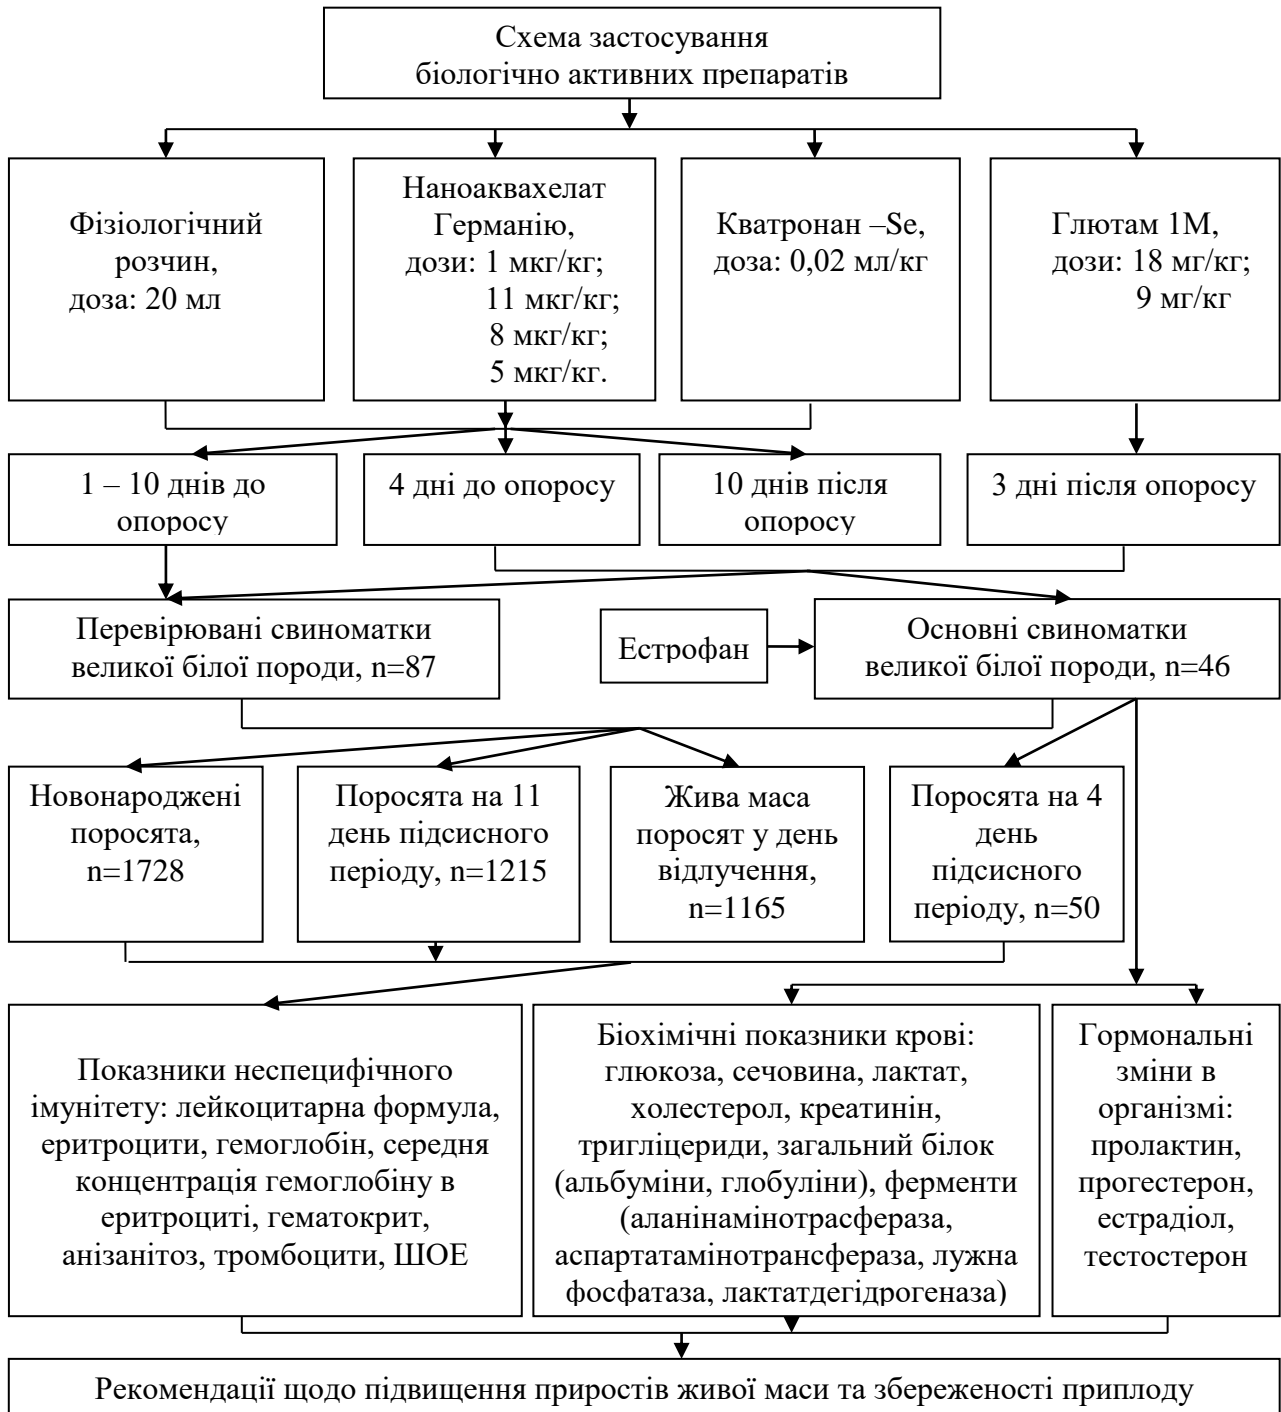 Схема застосування
біологічно активних препаратів
Фізіологічний
розчин,
доза: 20 мл
Наноаквахелат
Германію,
дози: 1 мкг/кг;
11 мкг/кг;
8 мкг/кг;
5 мкг/кг.
Кватронан –Se,
доза: 0,02 мл/кг
Глютам 1М,
дози: 18 мг/кг;
9 мг/кг
1 – 10 днів до
опоросу
4 дні до опоросу
10 днів після
опоросу
3 дні після опоросу
Перевірювані свиноматки
великої білої породи, n=87
Естрофан
Основні свиноматки
великої білої породи, n=46
Новонароджені
поросята,
n=1728
Поросята на 11
день підсисного
періоду, n=1215
Жива маса
поросят у день
відлучення,
n=1165
Поросята на 4
день
підсисного
періоду, n=50
Показники неспецифічного
імунітету: лейкоцитарна формула,
еритроцити, гемоглобін, середня
концентрація гемоглобіну в
еритроциті, гематокрит,
анізанітоз, тромбоцити, ШОЕ
Біохімічні показники крові:
глюкоза, сечовина, лактат,
холестерол, креатинін,
тригліцериди, загальний білок
(альбуміни, глобуліни), ферменти
(аланінамінотрасфераза,
аспартатамінотрансфераза, лужна
фосфатаза, лактатдегідрогеназа)
Гормональні
зміни в
організмі:
пролактин,
прогестерон,
естрадіол,
тестостерон
Рекомендації щодо підвищення приростів живої маси та збереженості приплоду